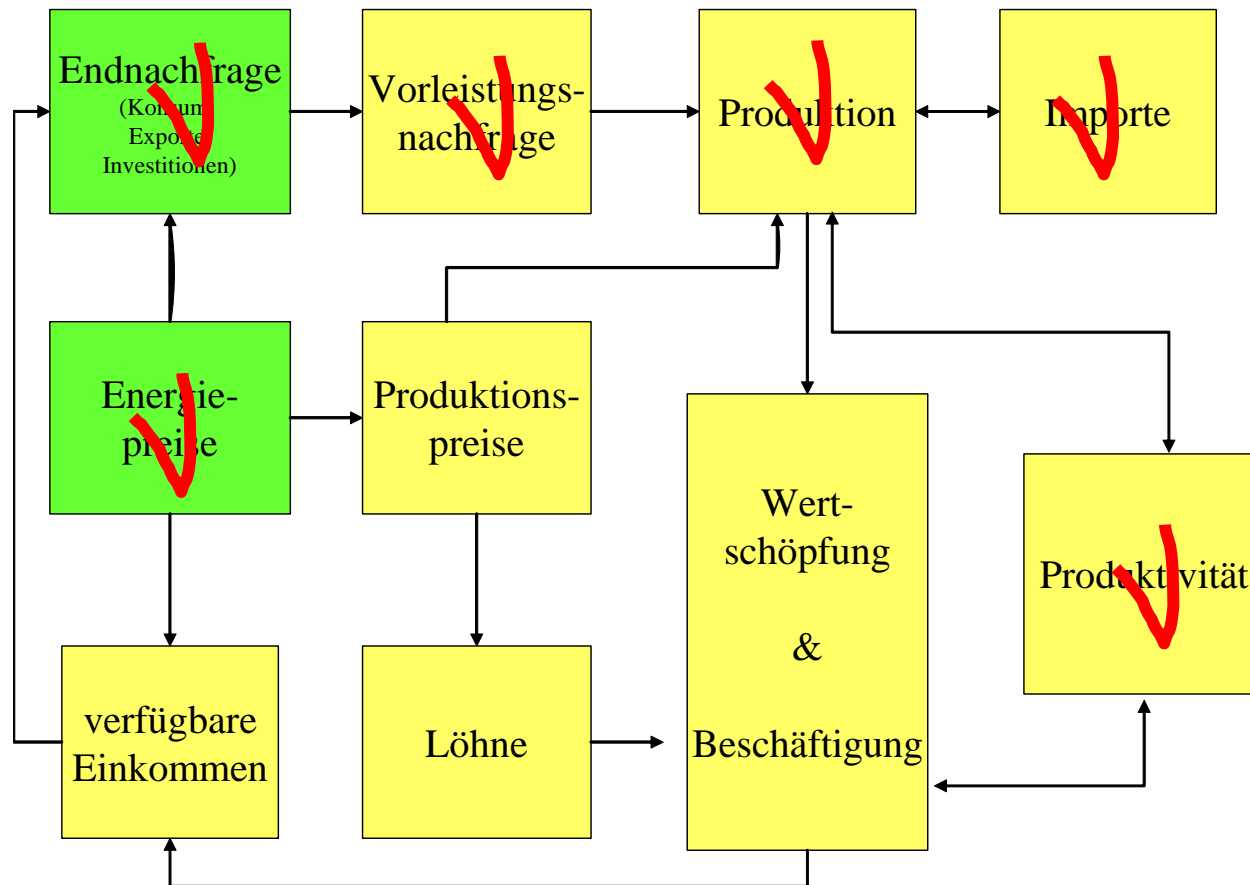 Endnachfrage
(Konsum
Exporte
Investitionen)
Vorleistungs-
nachfrage
Produktion
Importe
Energie-
preise
Produktions-
preise
Wert-
schöpfung
&
Beschäftigung
Produktivität
verfügbare
Einkommen
Löhne